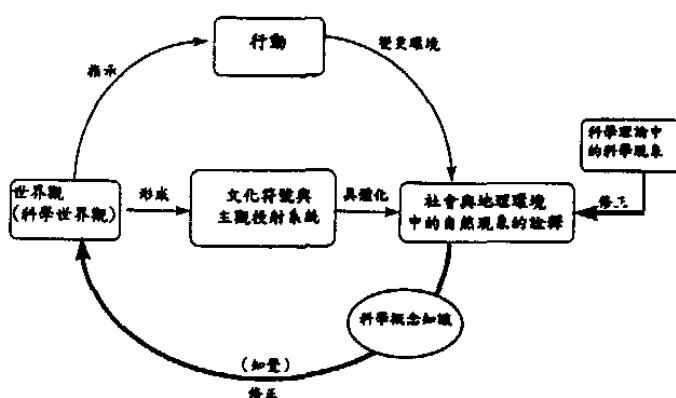 行動
指示
變更環境
科學理論中
的科學現象
世界觀
(科學世界觀)
形成
文化符號與
主觀投射系統
具體化
社會與地理環境
中的自然現象的詮釋
修正
科學概念知識
(知覺)
修正